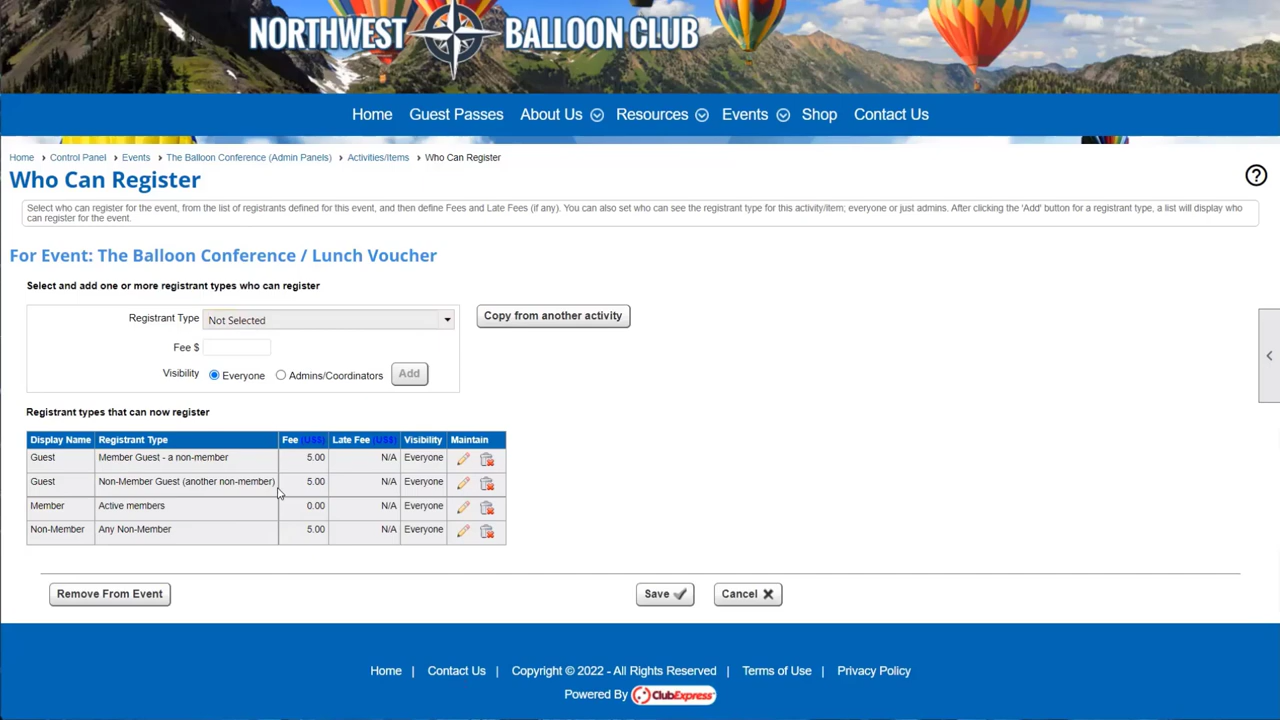 NORTHWEST BALLOON CLUB
Home Guest Passes About Us Resources Events Shop Contact Us
Home › Control Panel › Events › The Balloon Conference (Admin Panels) › Activities/Items › Who Can Register
Who Can Register
Select who can register for the event, from the list of registrants defined for this event, and then define Fees and Late Fees (if any). You can also set who can see the registrant type for this activity/item; everyone or just admins. After clicking the 'Add' button for a registrant type, a list will display who
can register for the event.
For Event: The Balloon Conference / Lunch Voucher
Select and add one or more registrant types who can register
Registrant Type Not Selected Copy from another activity
Fee $
Visibility Everyone Admins/Coordinators Add
Registrant types that can now register
Display Name Registrant Type Fee (US$) Late Fee (US$) Visibility Maintain
Guest Member Guest - a non-member 5.00 N/A Everyone
Guest Non-Member Guest (another non-member) 5.00 N/A Everyone
Member Active members 0.00 N/A Everyone
Non-Member Any Non-Member 5.00 N/A Everyone
Remove From Event Save Cancel
Home | Contact Us | Copyright © 2022 - All Rights Reserved | Terms of Use | Privacy Policy
Powered By ClubExpress